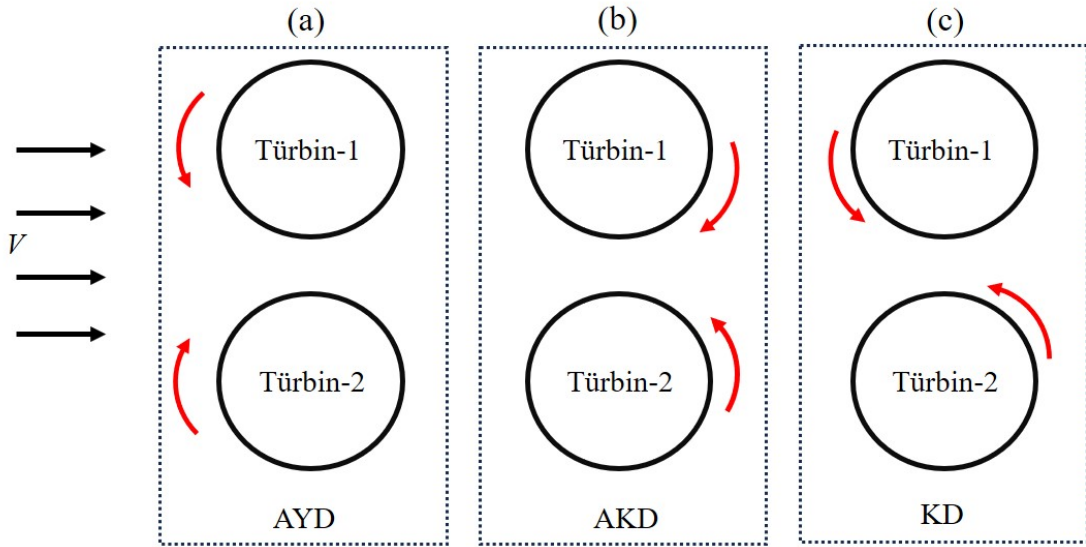 (a)
(b)
(c)
V
Türbin-1
Türbin-1
Türbin-1
Türbin-2
Türbin-2
Türbin-2
AYD
AKD
KD